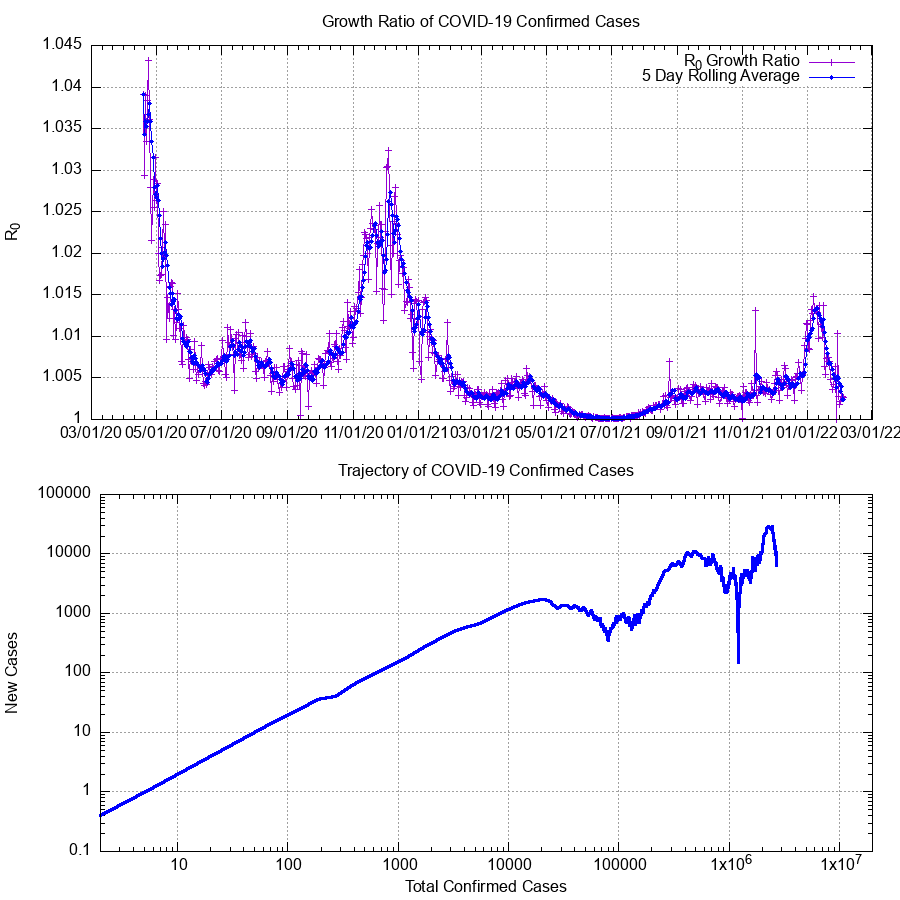 Growth Ratio of COVID-19 Confirmed Cases
1.045
1.04
1.035
1.03
1.025
1.02
1.015
1.01
1.005
1
R0
R0 Growth Ratio
5 Day Rolling Average
03/01/20 05/01/20 07/01/20 09/01/20 11/01/20 01/01/21 03/01/21 05/01/21 07/01/21 09/01/21 11/01/21 01/01/22 03/01/22
Trajectory of COVID-19 Confirmed Cases
100000
10000
1000
100
10
1
0.1
New Cases
10 100 1000 10000 100000 1x10^6 1x10^7
Total Confirmed Cases